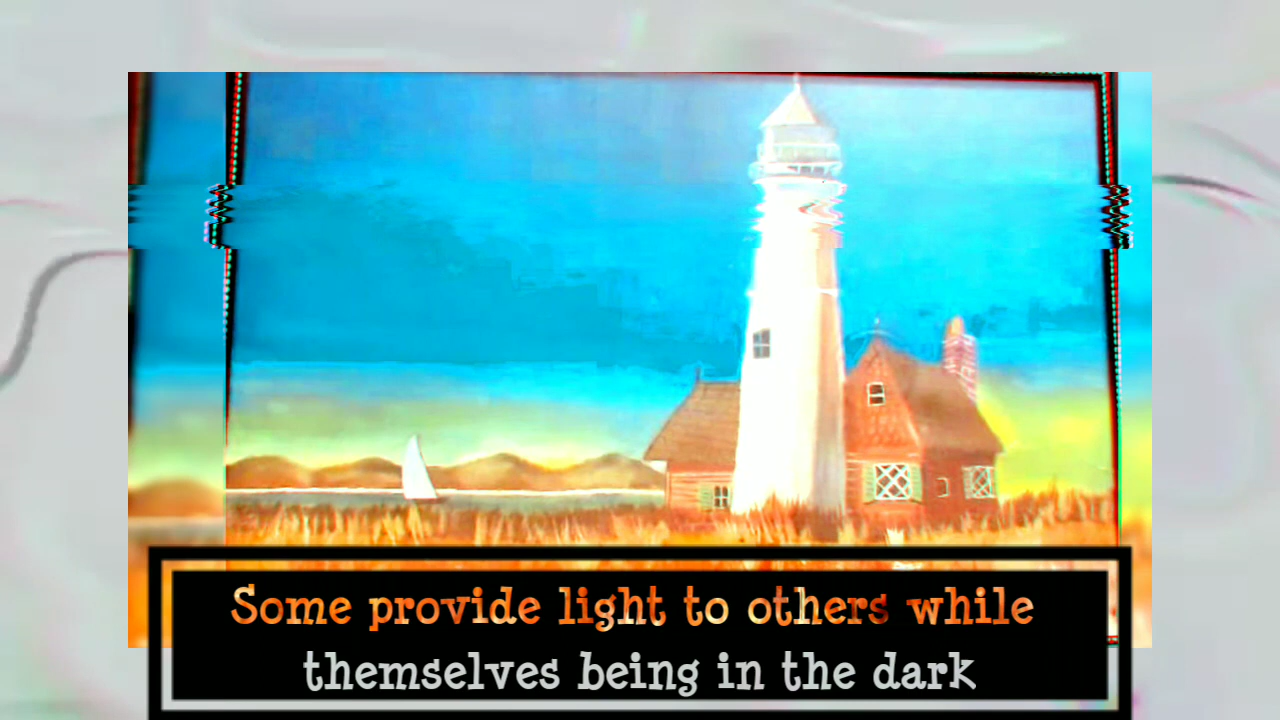 Some provide light to others while
themselves being in the dark